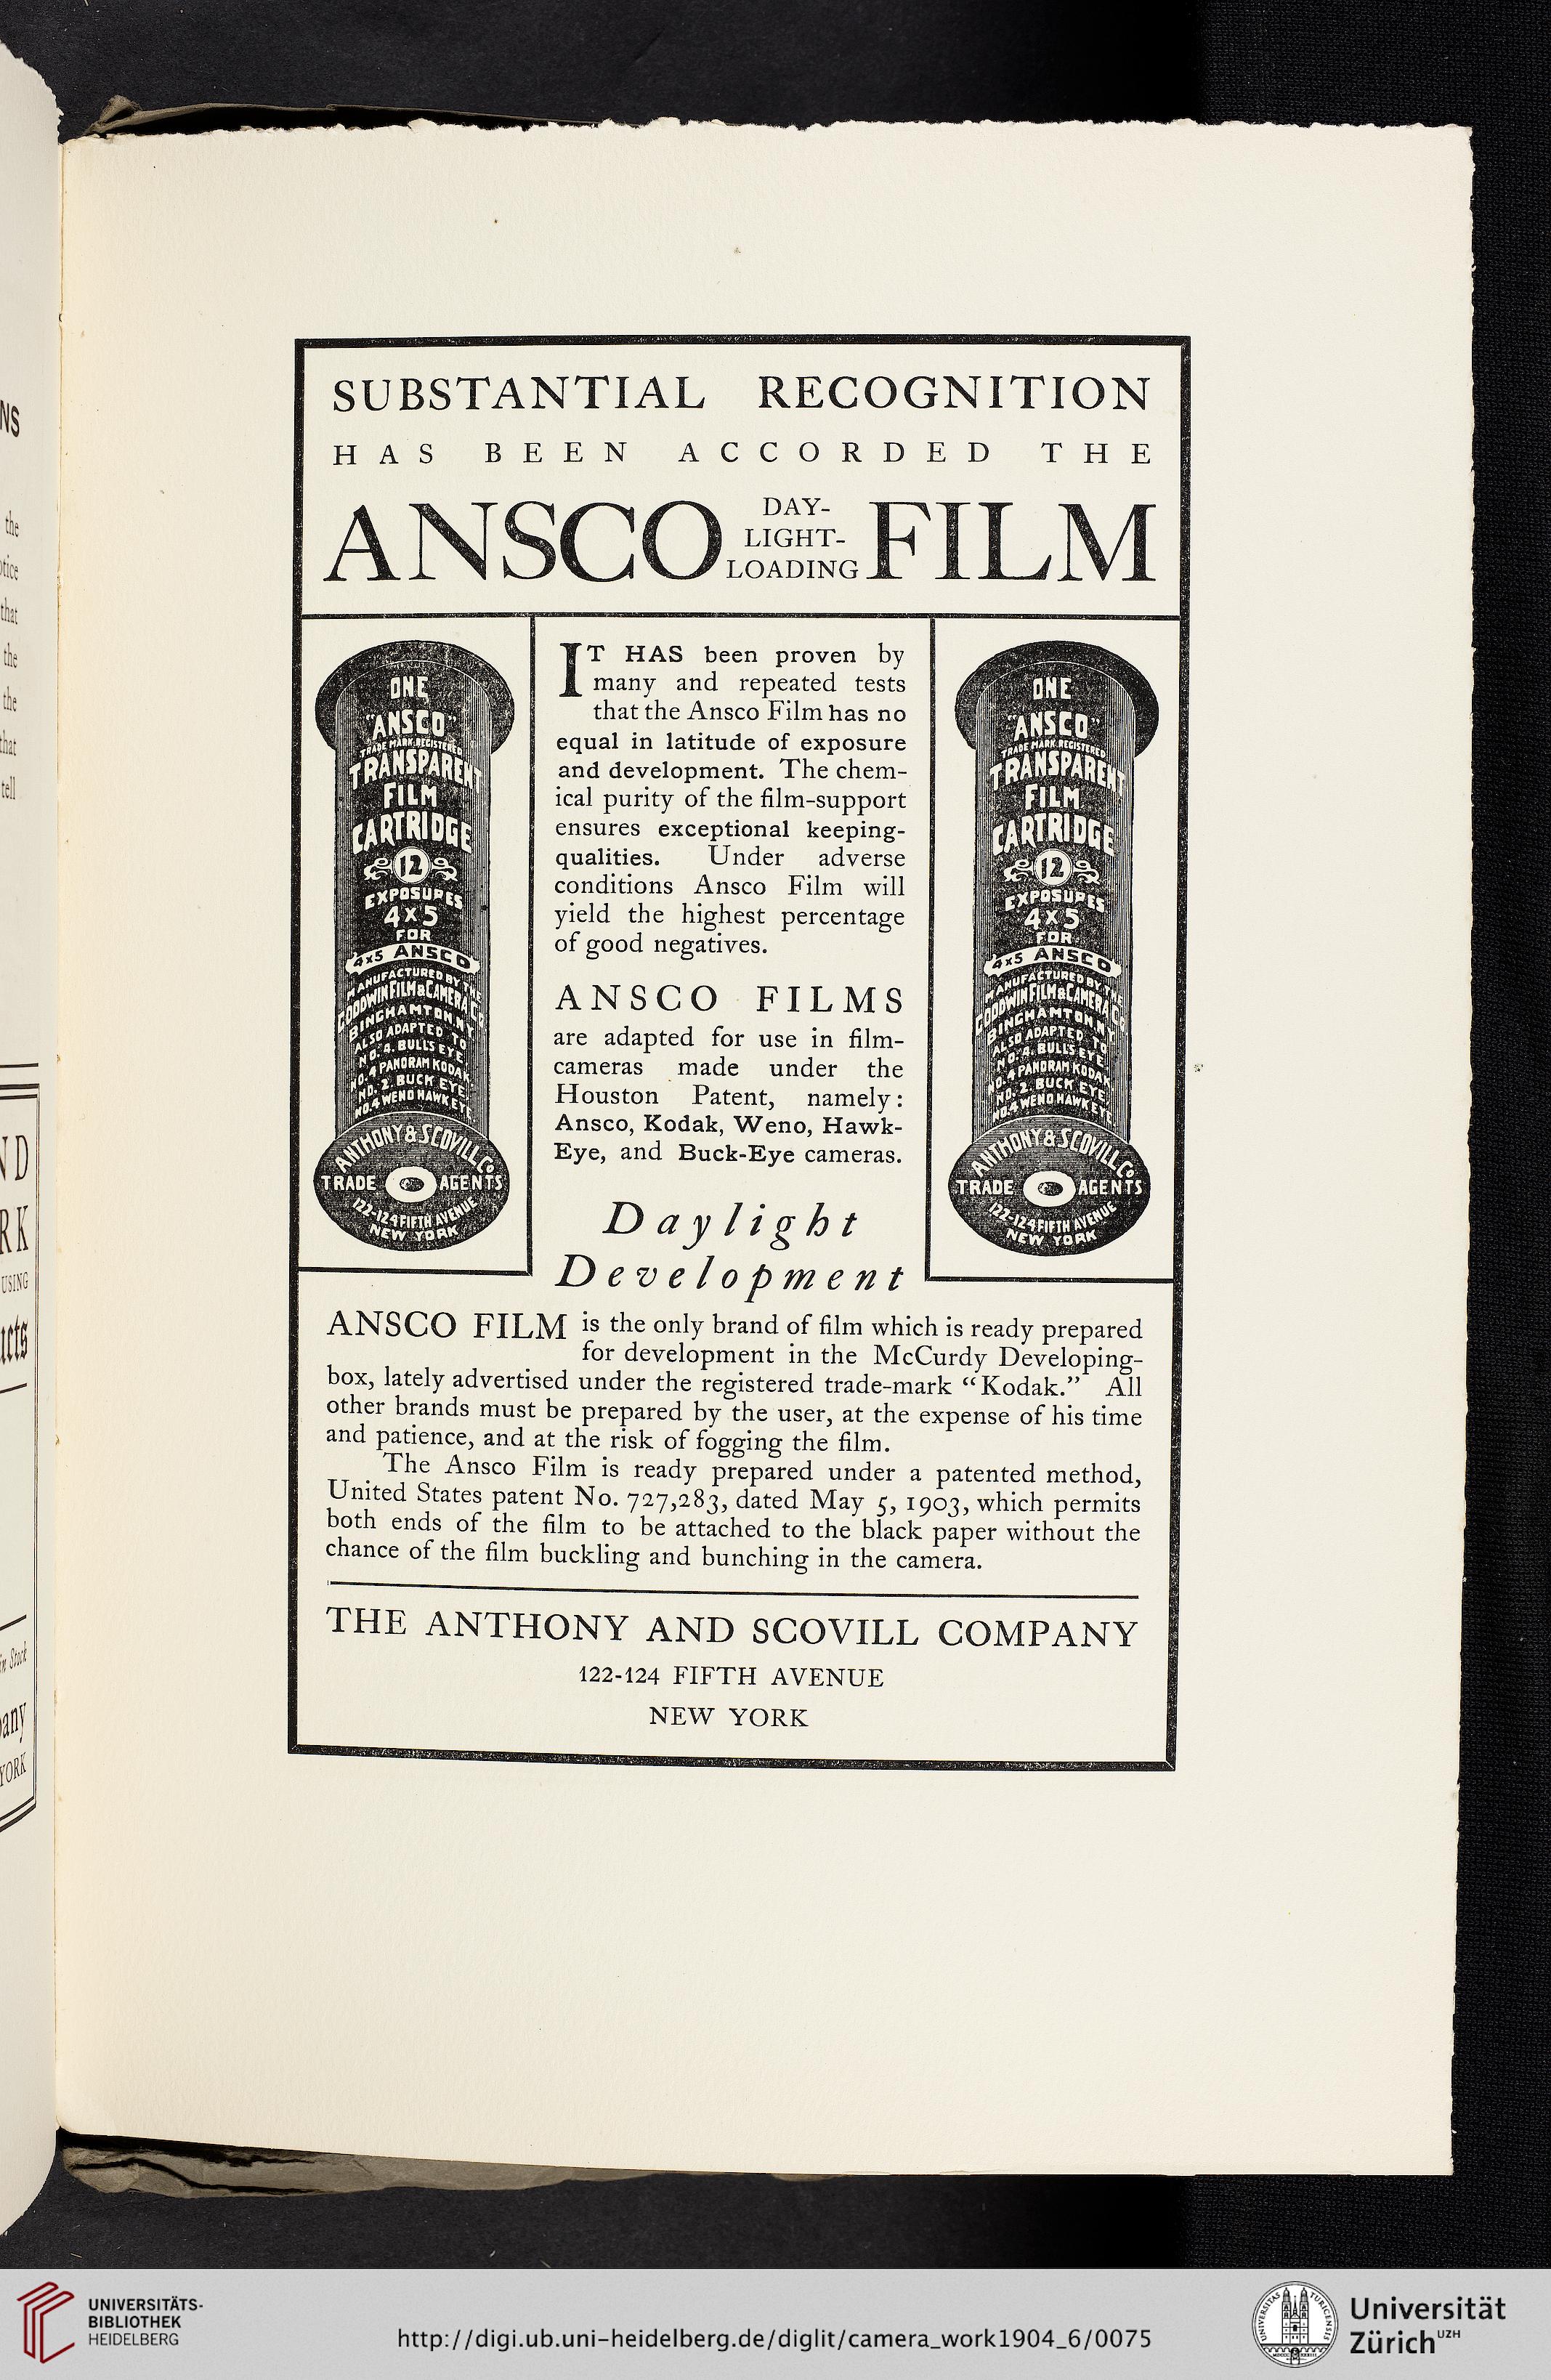 NS
the
that
the
the
that
tell
RK
USING
YORK
SUBSTANTIAL RECOGNITION
HAS BEEN ACCORDED THE
ANSCO DAY-
LIGHT-
LOADING FILM
ONE
"ANSCO"
TRADE MARK REGISTERED
TRANSPARENT
FILM
CARTRIDGE
12
EXPOSURES
4x5
FOR
4x5 ANSCO
MANUFACTURED BY THE
GOODWIN FILM & CAMERA CO
BINGHAMTON N.Y.
ALSO ADAPTED TO
NO. 4. BULLS EYE
NO. 4 PANORAM KODAK
NO. 2. BUCK EYE
NO. 4 WENO HAWKEYE
ANTHONY & SCOVILL CO.
TRADE AGENTS
122-124 FIFTH AVENUE
NEW YORK
IT HAS been proven by
many and repeated tests
that the Ansco Film has no
equal in latitude of exposure
and development. The chem-
ical purity of the film-support
ensures exceptional keeping-
qualities. Under adverse
conditions Ansco Film will
yield the highest percentage
of good negatives.
ANSCO FILMS
are adapted for use in film-
cameras made under the
Houston Patent, namely:
Ansco, Kodak, Weno, Hawk-
Eye, and Buck-Eye cameras.
Daylight
Development
ONE
"ANSCO"
TRADE MARK REGISTERED
TRANSPARENT
FILM
CARTRIDGE
12
EXPOSURES
4x5
FOR
4x5 ANSCO
MANUFACTURED BY THE
GOODWIN FILM & CAMERA CO
BINGHAMTON N.Y.
ALSO ADAPTED TO
NO. 4. BULLS EYE
NO. 4 PANORAM KODAK
NO. 2. BUCK EYE
NO. 4 WENO HAWKEYE
ANTHONY & SCOVILL CO.
TRADE AGENTS
122-124 FIFTH AVENUE
NEW YORK
ANSCO FILM is the only brand of film which is ready prepared
for development in the McCurdy Developing-
box, lately advertised under the registered trade-mark “Kodak.” All
other brands must be prepared by the user, at the expense of his time
and patience, and at the risk of fogging the film.
The Ansco Film is ready prepared under a patented method,
United States patent No. 727,283, dated May 5, 1903, which permits
both ends of the film to be attached to the black paper without the
chance of the film buckling and bunching in the camera.
THE ANTHONY AND SCOVILL COMPANY
122-124 FIFTH AVENUE
NEW YORK
UNIVERSITÄTS-
BIBLIOTHEK
HEIDELBERG
http://digi.ub.uni-heidelberg.de/diglit/camera_work1904_6/0075
Universität
Zürich UZH